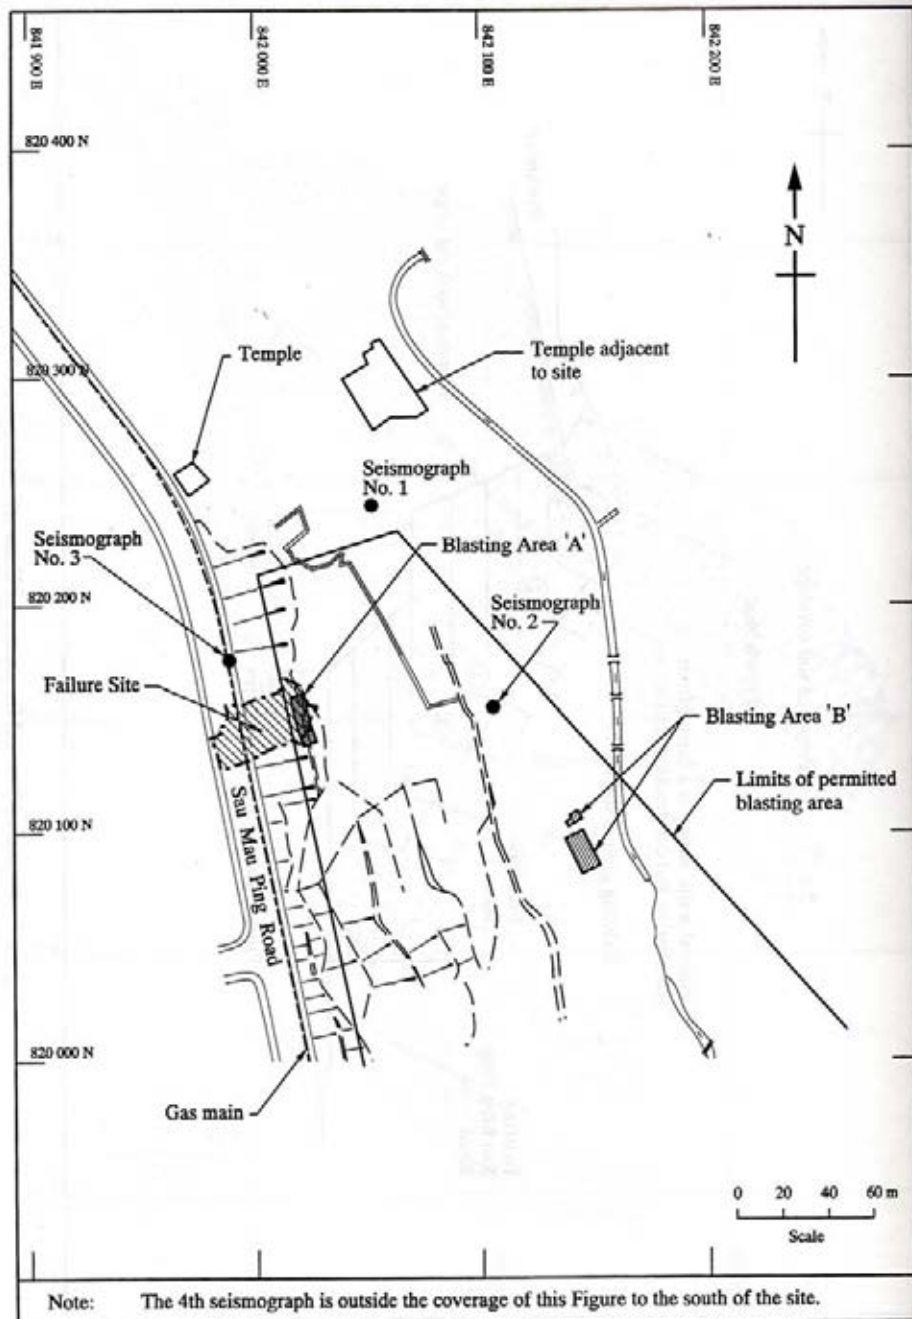 841 900 E
842 000 E
842 100 E
842 200 E
820 400 N
N
Temple
Temple adjacent
to site
820 300 N
Seismograph
No. 1
Seismograph
No. 3
Blasting Area 'A'
820 200 N
Seismograph
No. 2
Failure Site
Blasting Area 'B'
Limits of permitted
blasting area
820 100 N
Sau Mau Ping Road
820 000 N
Gas main
0 20 40 60 m
Scale
Note: The 4th seismograph is outside the coverage of this Figure to the south of the site.